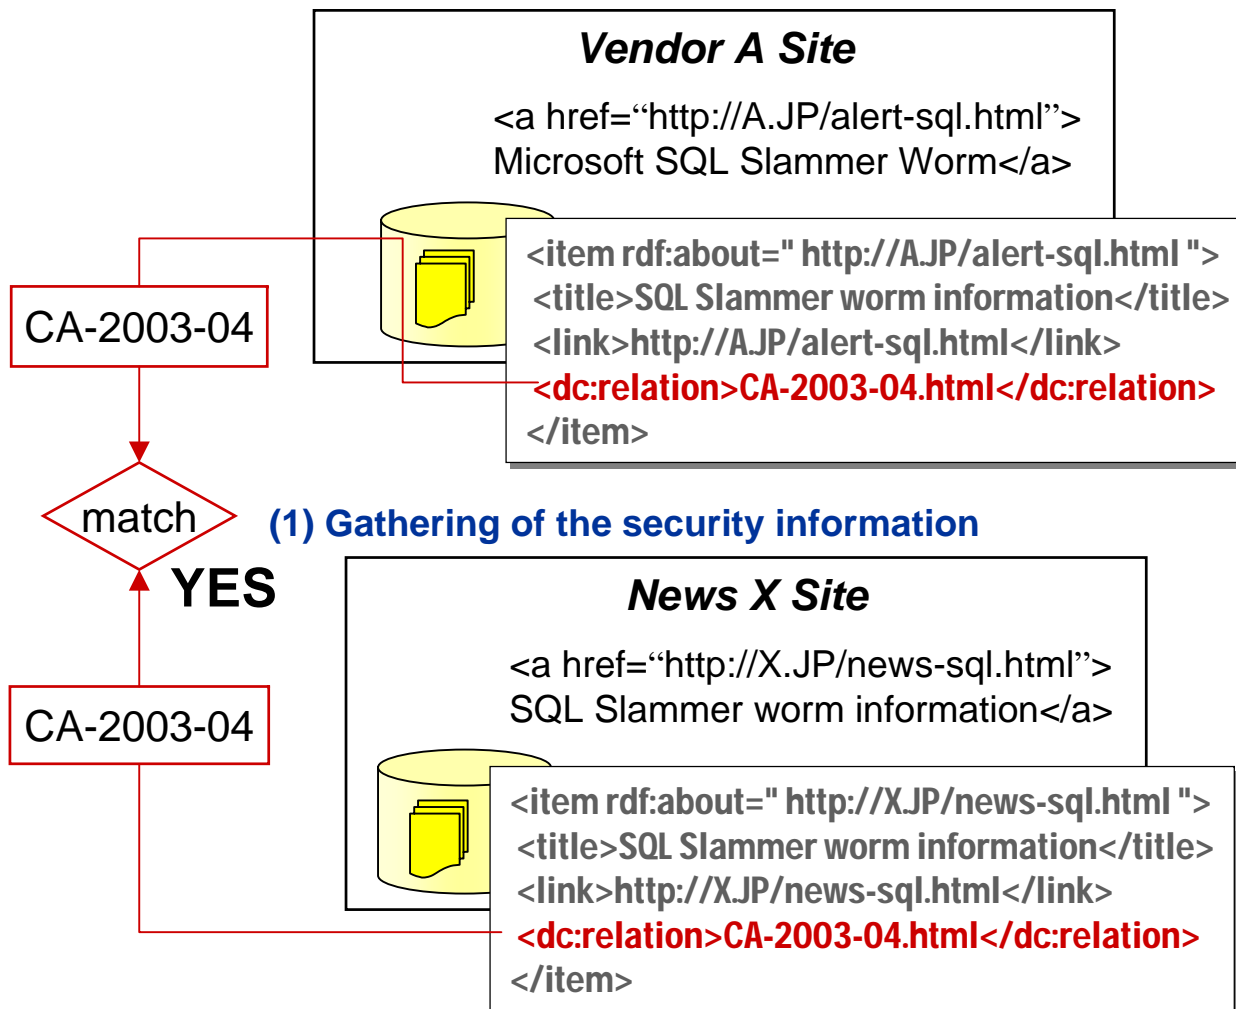 Vendor A Site
<a href=“http://A.JP/alert-sql.html”>
Microsoft SQL Slammer Worm</a>
<item rdf:about=" http://A.JP/alert-sql.html ">
<title>SQL Slammer worm information</title>
<link>http://A.JP/alert-sql.html</link>
<dc:relation>CA-2003-04.html</dc:relation>
</item>
CA-2003-04
match
(1) Gathering of the security information
YES
News X Site
<a href=“http://X.JP/news-sql.html”>
SQL Slammer worm information</a>
CA-2003-04
<item rdf:about=" http://X.JP/news-sql.html ">
<title>SQL Slammer worm information</title>
<link>http://X.JP/news-sql.html</link>
<dc:relation>CA-2003-04.html</dc:relation>
</item>